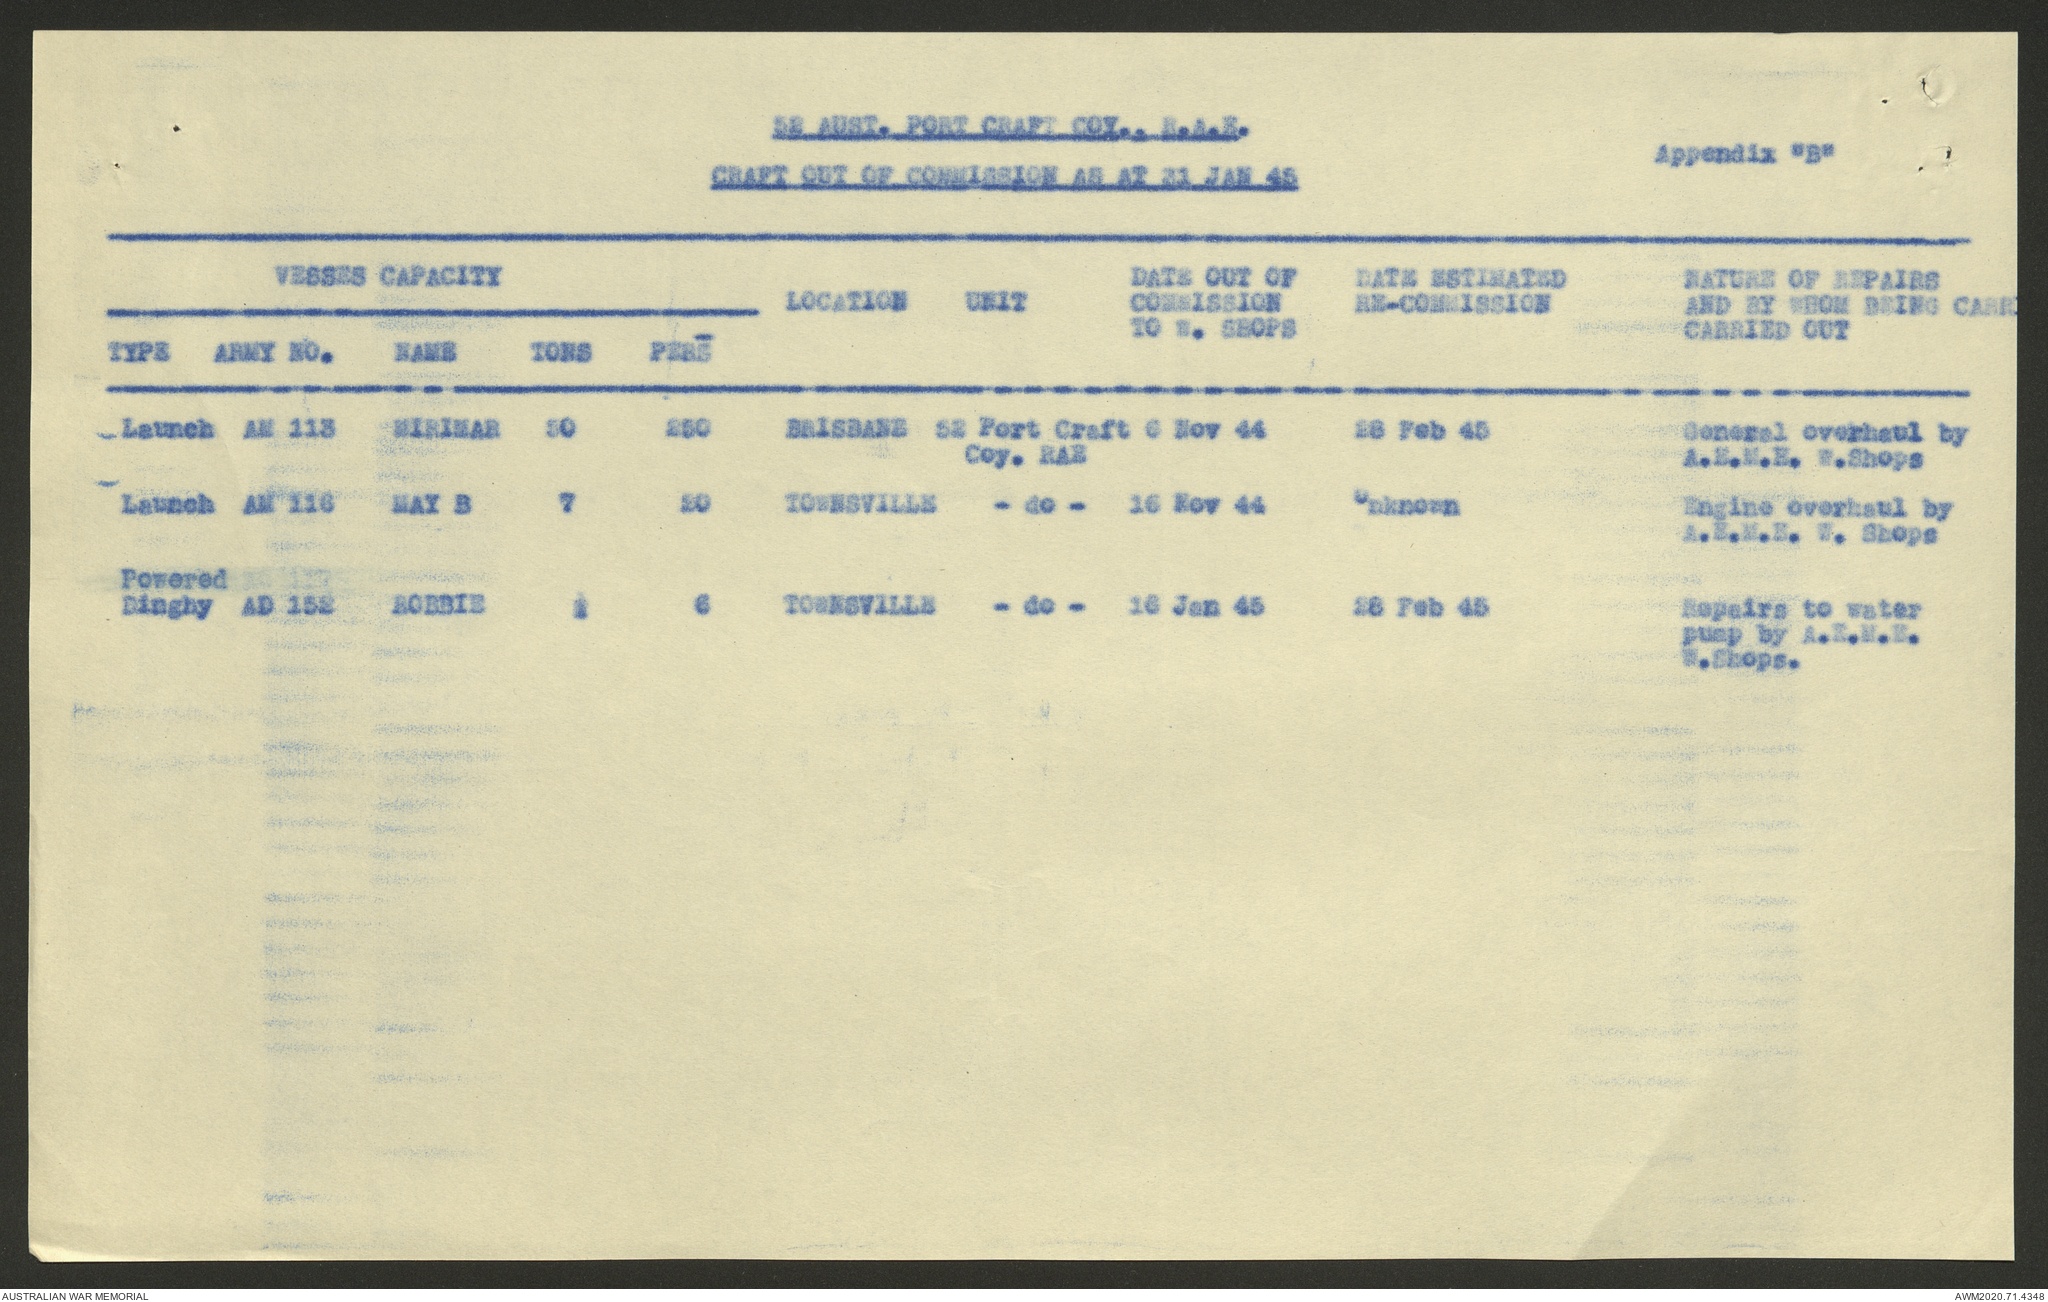 52 AUST. PORT CRAFT COY., R.A.E.
Appendix "B"
CRAFT OUT OF COMMISSION AS AT 31 JAN 45
VESSES CAPACITY
LOCATION UNIT DATE OUT OF COMMISSION TO W. SHOPS
DATE ESTIMATED RE-COMMISSION
NATURE OF REPAIRS AND BY WHOM BEING CARR
CARRIED OUT
TYPE ARMY NO. NAME TONS PERS
Launch AM 113 MIRIMAR 50 250 BRISBANE 52 Port Craft 6 Nov 44 28 Feb 45 General overhaul by
Coy. RAE A.E.M.E. W.Shops
Launch AM 116 MAY B 7 20 TOWNSVILLE - do - 16 Nov 44 Unknown Engine overhaul by
A.E.M.E. W. Shops
Powered
Dinghy AD 152 ROBBIE 6 TOWNSVILLE - do - 16 Jan 45 28 Feb 45 Repairs to water
pump by A.E.M.E.
W.Shops.
AUSTRALIAN WAR MEMORIAL
AWM2020.71.4348